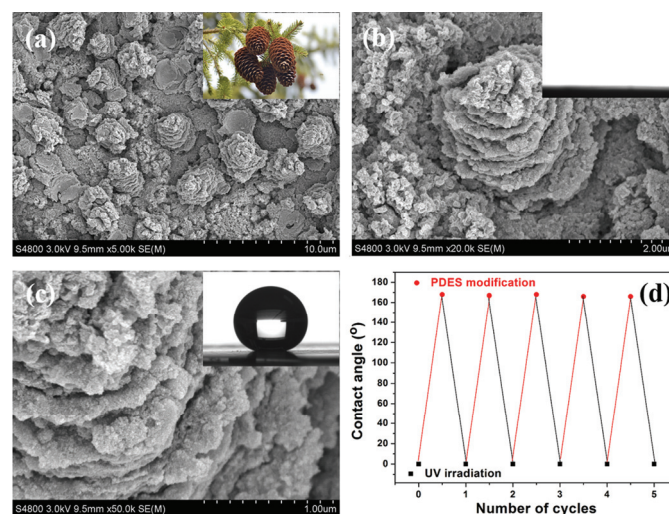 (a)
S4800 3.0kV 9.5mm x5.00k SE(M)
10.0um
(b)
S4800 3.0kV 9.5mm x20.0k SE(M)
2.00um
(c)
S4800 3.0kV 9.5mm x50.0k SE(M)
1.00um
(d)
PDES modification
180
160
140
120
100
80
60
40
20
0
Contact angle (°)
UV irradiation
0 1 2 3 4 5
Number of cycles